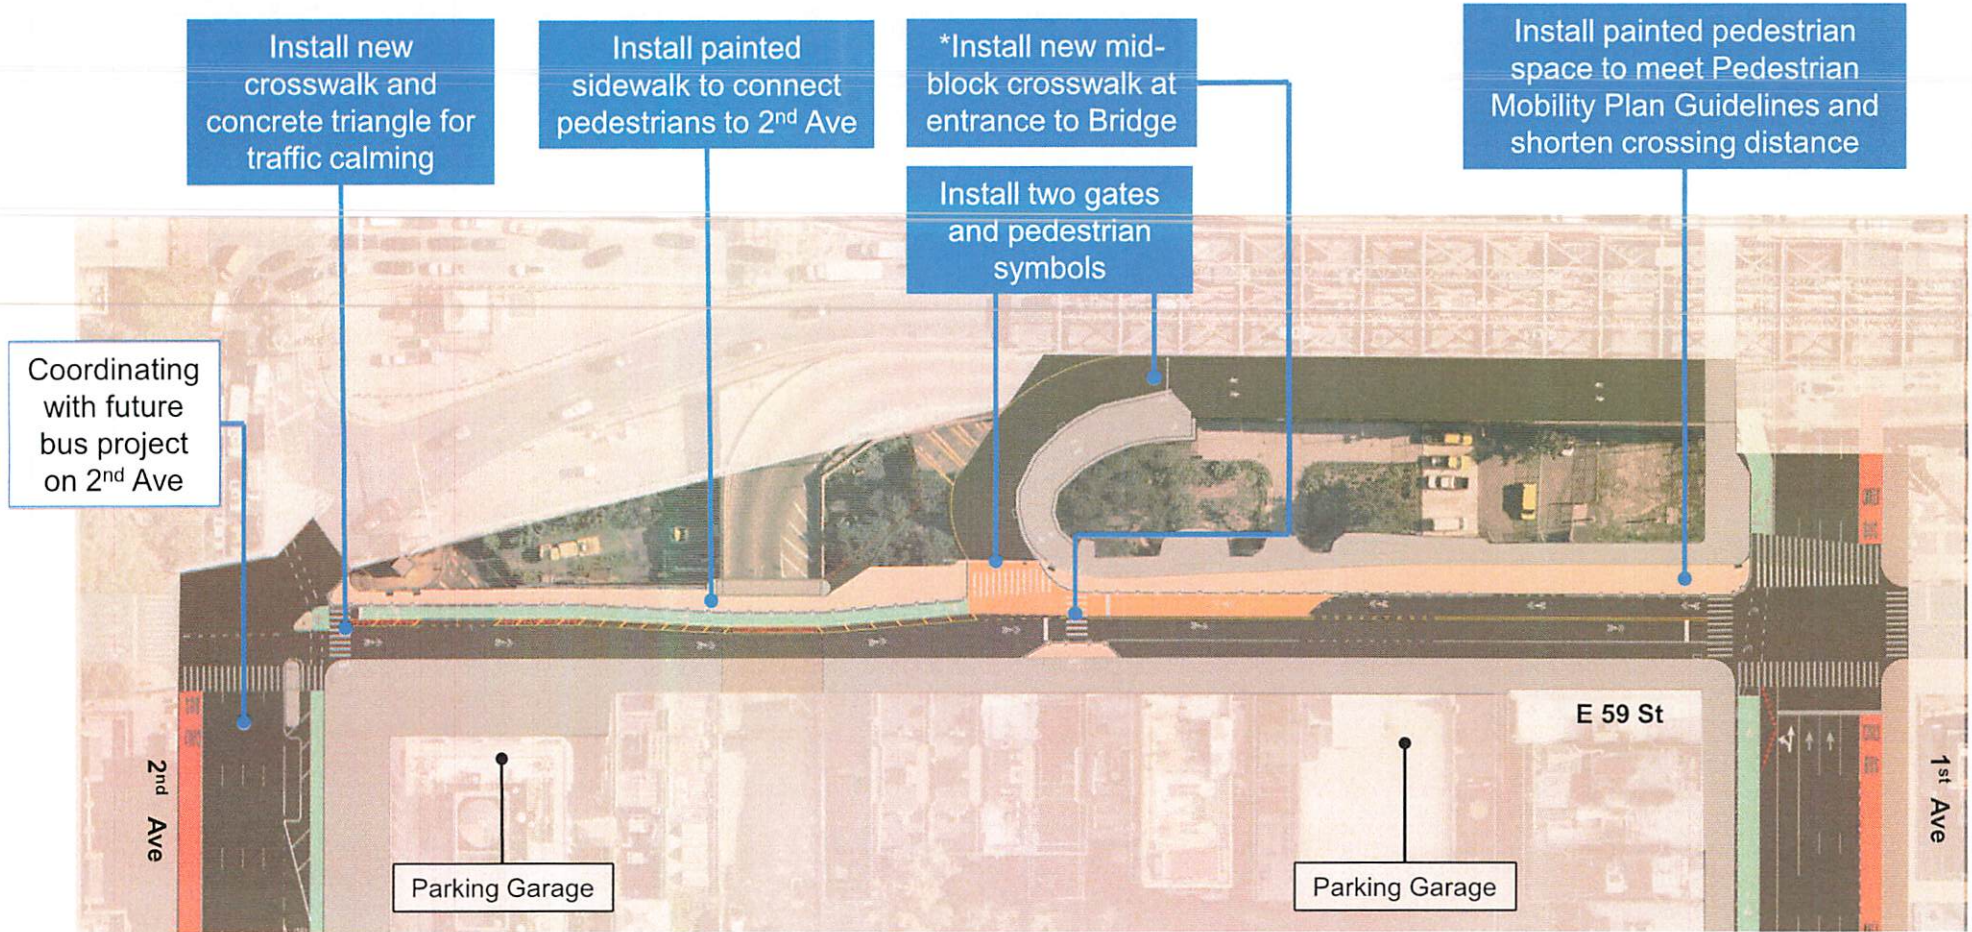 Install new
crosswalk and
concrete triangle for
traffic calming
Install painted
sidewalk to connect
pedestrians to 2nd Ave
*Install new mid-
block crosswalk at
entrance to Bridge
Install painted pedestrian
space to meet Pedestrian
Mobility Plan Guidelines and
shorten crossing distance
Install two gates
and pedestrian
symbols
Coordinating
with future
bus project
on 2nd Ave
E 59 St
2nd Ave
1st Ave
Parking Garage
Parking Garage